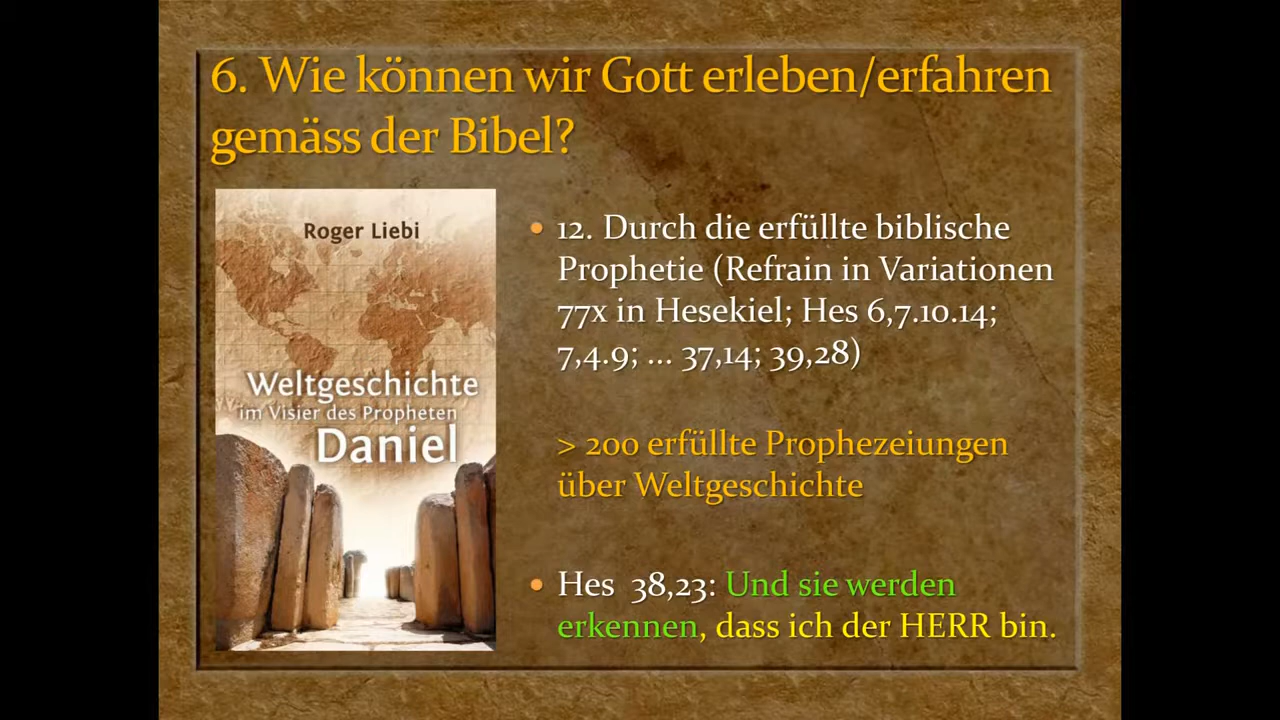 6. Wie können wir Gott erleben/erfahren
gemäss der Bibel?
Roger Liebi
Weltgeschichte
im Visier des Propheten
Daniel
• 12. Durch die erfüllte biblische
Prophetie (Refrain in Variationen
77x in Hesekiel; Hes 6,7.10.14;
7,4.9; ... 37,14; 39,28)
> 200 erfüllte Prophezeiungen
über Weltgeschichte
• Hes 38,23: Und sie werden
erkennen, dass ich der HERR bin.